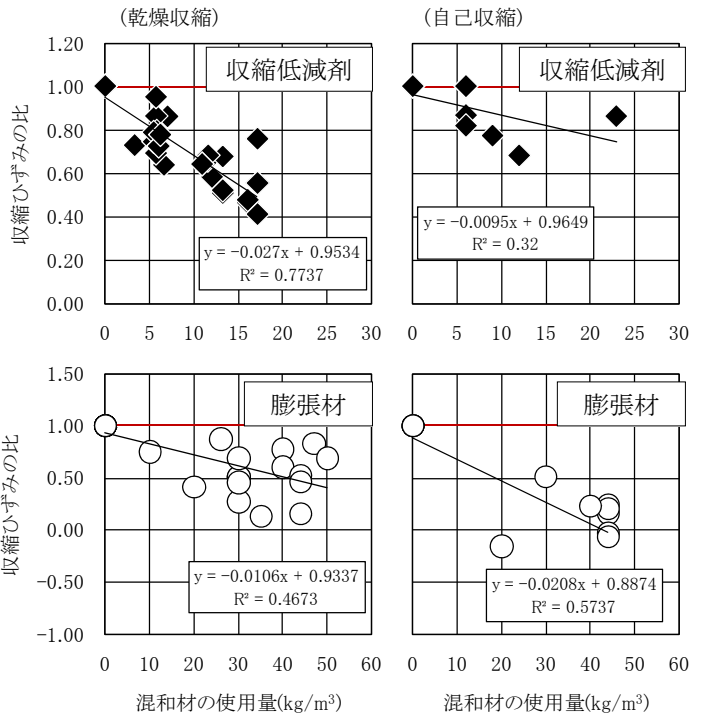 (乾燥収縮)
(自己収縮)
収縮ひずみの比
1.20
1.00
0.80
0.60
0.40
0.20
0.00
収縮低減剤
y = −0.027x + 0.9534
R² = 0.7737
0 5 10 15 20 25 30
収縮低減剤
y = −0.0095x + 0.9649
R² = 0.32
0 5 10 15 20 25 30
収縮ひずみの比
1.50
1.00
0.50
0.00
−0.50
−1.00
膨張材
y = −0.0106x + 0.9337
R² = 0.4673
0 10 20 30 40 50 60
混和材の使用量(kg/m³)
膨張材
y = −0.0208x + 0.8874
R² = 0.5737
0 10 20 30 40 50 60
混和材の使用量(kg/m³)